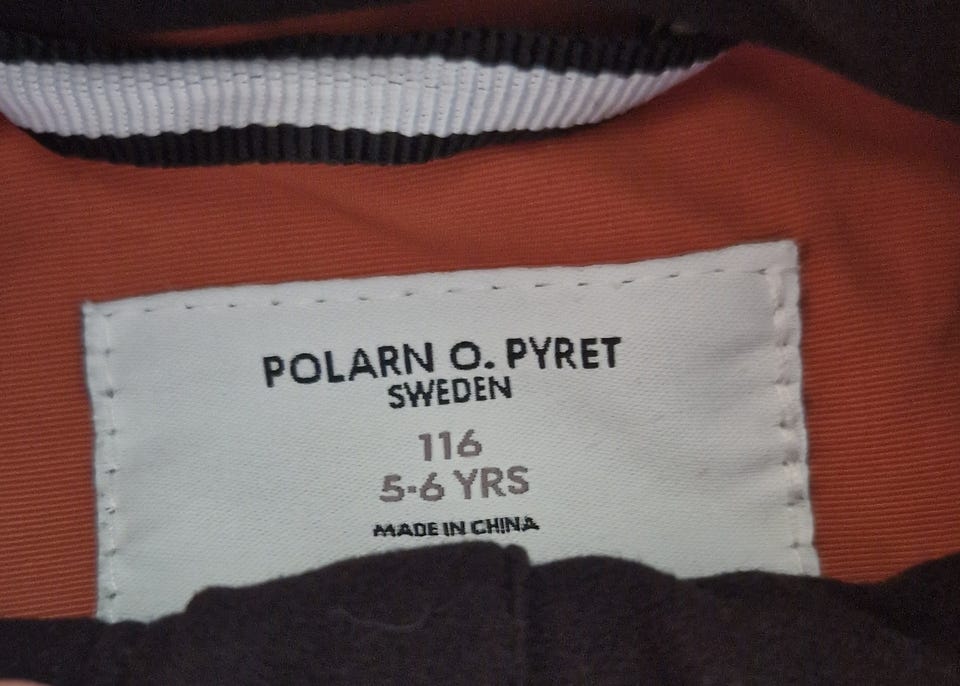 POLARN O. PYRET
SWEDEN
116
5-6 YRS
MADE IN CHINA